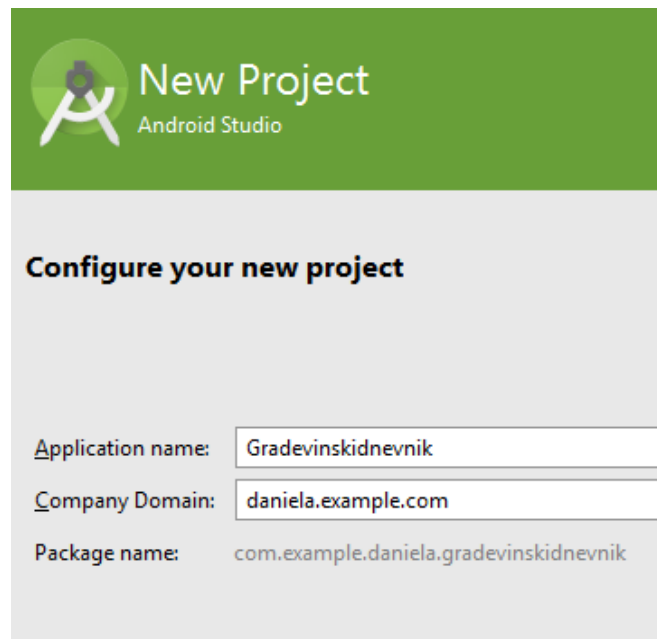 New Project
Android Studio
Configure your new project
Application name: Gradevinskidnevnik
Company Domain: daniela.example.com
Package name: com.example.daniela.gradevinskidnevnik